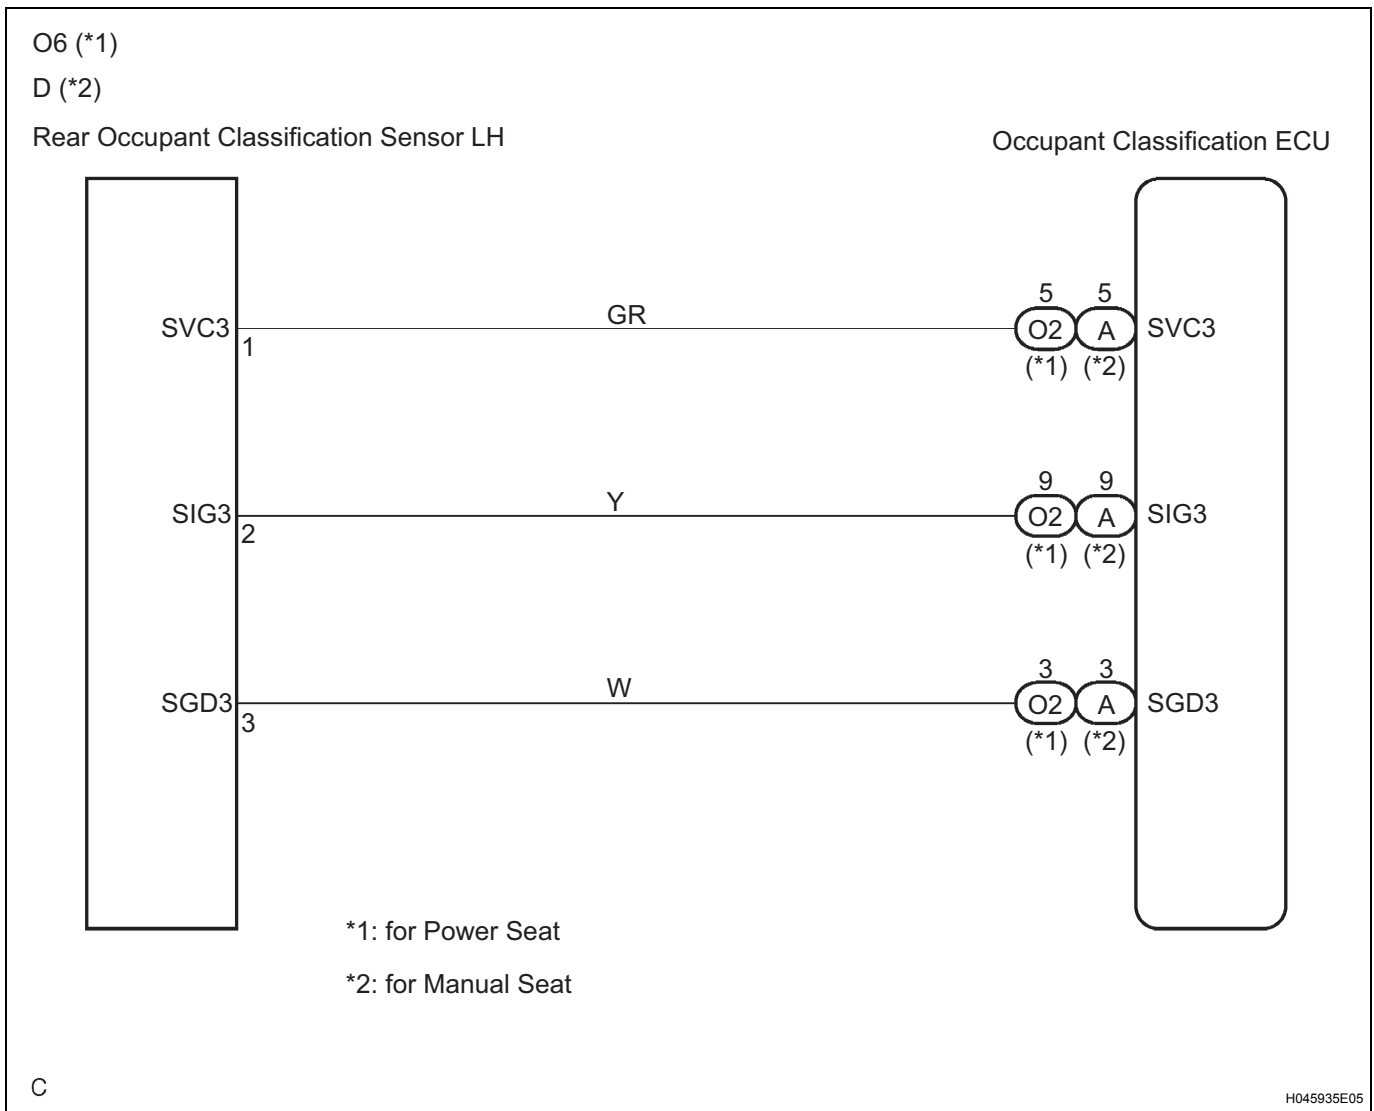 O6 (*1)
D (*2)
Rear Occupant Classification Sensor LH
Occupant Classification ECU
SVC3
1
GR
5 5
O2 A
(*1) (*2)
SVC3
SIG3
2
Y
9 9
O2 A
(*1) (*2)
SIG3
SGD3
3
W
3 3
O2 A
(*1) (*2)
SGD3
*1: for Power Seat
*2: for Manual Seat
C
H045935E05